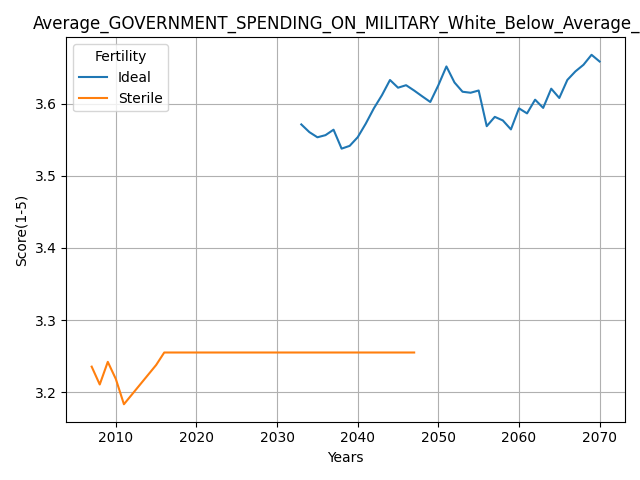 Average_GOVERNMENT_SPENDING_ON_MILITARY_White_Below_Average_
Fertility
Ideal
Sterile
Score(1-5)
3.6
3.5
3.4
3.3
3.2
2010 2020 2030 2040 2050 2060 2070
Years